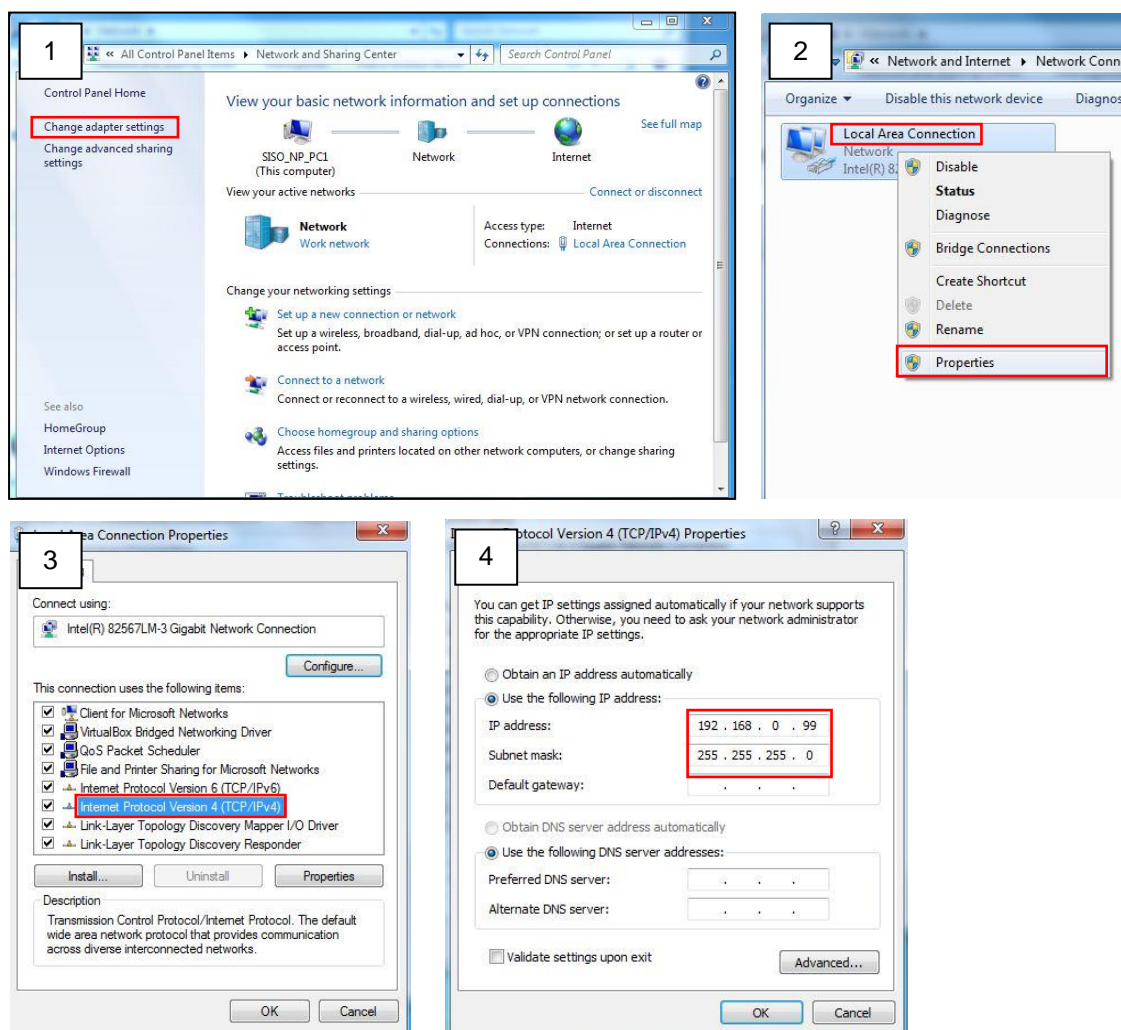 1
« All Control Panel Items ▸ Network and Sharing Center
Search Control Panel
Control Panel Home
Change adapter settings
Change advanced sharing
settings
See also
HomeGroup
Internet Options
Windows Firewall
View your basic network information and set up connections
See full map
SISO_NP_PC1
(This computer)
Network
Internet
View your active networks
Connect or disconnect
Network
Work network
Access type: Internet
Connections: Local Area Connection
Change your networking settings
Set up a new connection or network
Set up a wireless, broadband, dial-up, ad hoc, or VPN connection; or set up a router or
access point.
Connect to a network
Connect or reconnect to a wireless, wired, dial-up, or VPN network connection.
Choose homegroup and sharing options
Access files and printers located on other network computers, or change sharing
settings.
2
« Network and Internet ▸ Network Conn
Organize Disable this network device Diagnos
Local Area Connection
Network
Intel(R) 82
Disable
Status
Diagnose
Bridge Connections
Create Shortcut
Delete
Rename
Properties
3
ea Connection Properties
Connect using:
Intel(R) 82567LM-3 Gigabit Network Connection
Configure...
This connection uses the following items:
Client for Microsoft Networks
VirtualBox Bridged Networking Driver
QoS Packet Scheduler
File and Printer Sharing for Microsoft Networks
Internet Protocol Version 6 (TCP/IPv6)
Internet Protocol Version 4 (TCP/IPv4)
Link-Layer Topology Discovery Mapper I/O Driver
Link-Layer Topology Discovery Responder
Install... Uninstall Properties
Description
Transmission Control Protocol/Internet Protocol. The default
wide area network protocol that provides communication
across diverse interconnected networks.
OK Cancel
4
otocol Version 4 (TCP/IPv4) Properties
You can get IP settings assigned automatically if your network supports
this capability. Otherwise, you need to ask your network administrator
for the appropriate IP settings.
Obtain an IP address automatically
Use the following IP address:
IP address: 192 . 168 . 0 . 99
Subnet mask: 255 . 255 . 255 . 0
Default gateway: . . .
Obtain DNS server address automatically
Use the following DNS server addresses:
Preferred DNS server: . . .
Alternate DNS server: . . .
Validate settings upon exit
Advanced...
OK Cancel